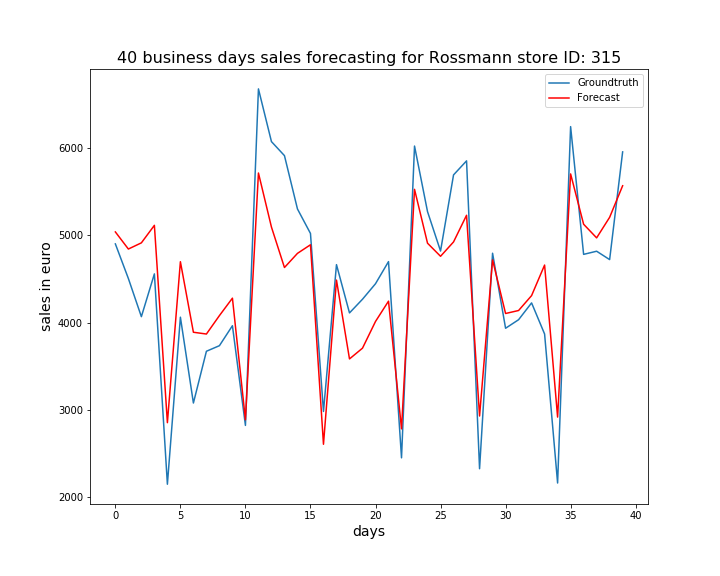 40 business days sales forecasting for Rossmann store ID: 315
Groundtruth
Forecast
sales in euro
6000
5000
4000
3000
2000
0 5 10 15 20 25 30 35 40
days